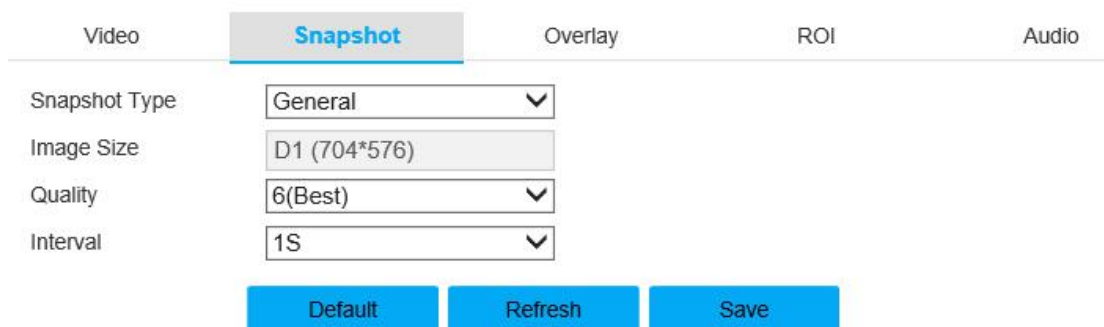 Video Snapshot Overlay ROI Audio
Snapshot Type General
Image Size D1 (704*576)
Quality 6(Best)
Interval 1S
Default Refresh Save